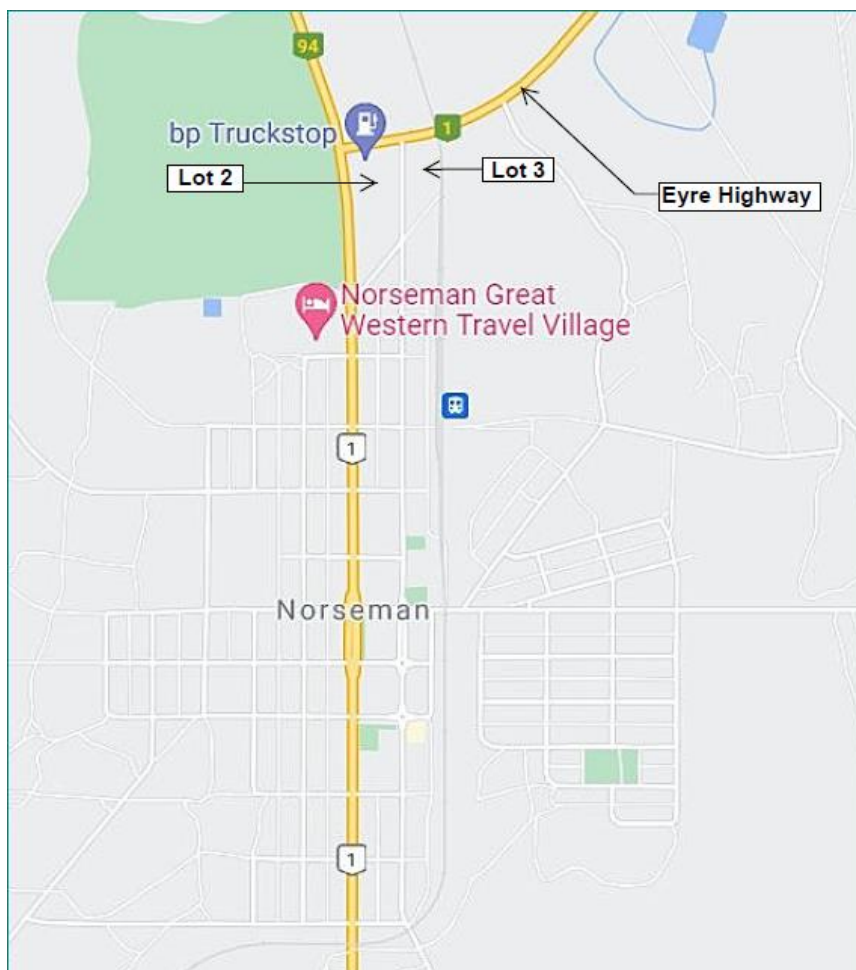 94
bp Truckstop
1
Lot 2
Lot 3
Eyre Highway
Norseman Great
Western Travel Village
1
Norseman
1